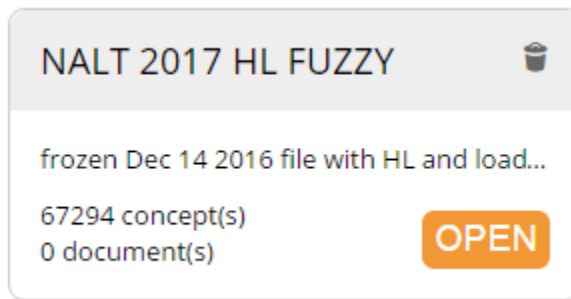 NALT 2017 HL FUZZY
frozen Dec 14 2016 file with HL and load...
67294 concept(s)
0 document(s)
OPEN